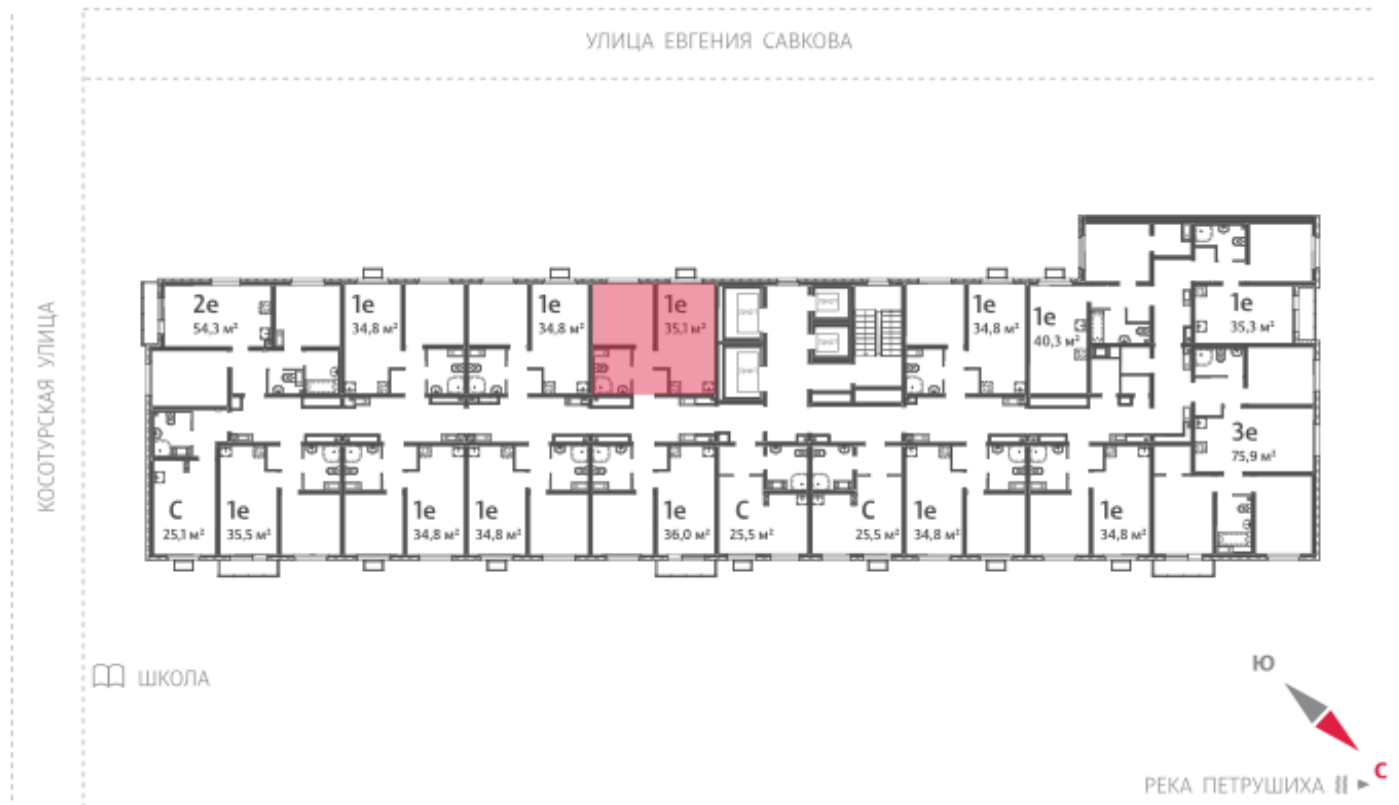 УЛИЦА ЕВГЕНИЯ САВКОВА
КОСОТУРСКАЯ УЛИЦА
2е
54,3 м²
1е
34,8 м²
1е
34,8 м²
1е
35,1 м²
1е
34,8 м²
1е
40,3 м²
1е
35,3 м²
3е
75,9 м²
С
25,1 м²
1е
35,5 м²
1е
34,8 м²
1е
34,8 м²
1е
36,0 м²
С
25,5 м²
С
25,5 м²
1е
34,8 м²
1е
34,8 м²
ШКОЛА
Ю
С
РЕКА ПЕТРУШИХА